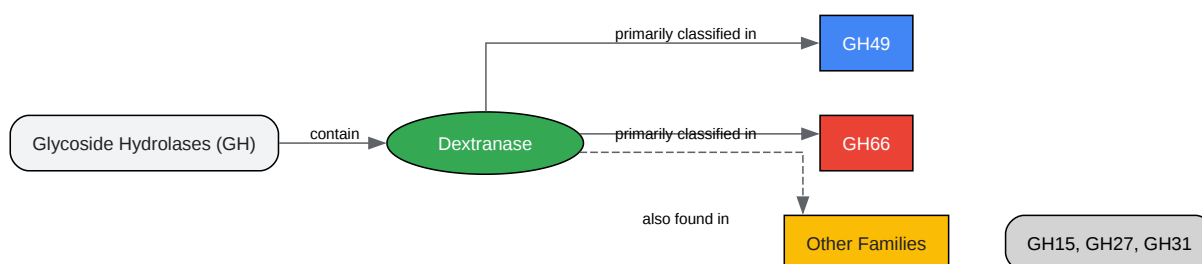 primarily classified in
GH49
Glycoside Hydrolases (GH)
contain
Dextranase
primarily classified in
GH66
also found in
Other Families
GH15, GH27, GH31